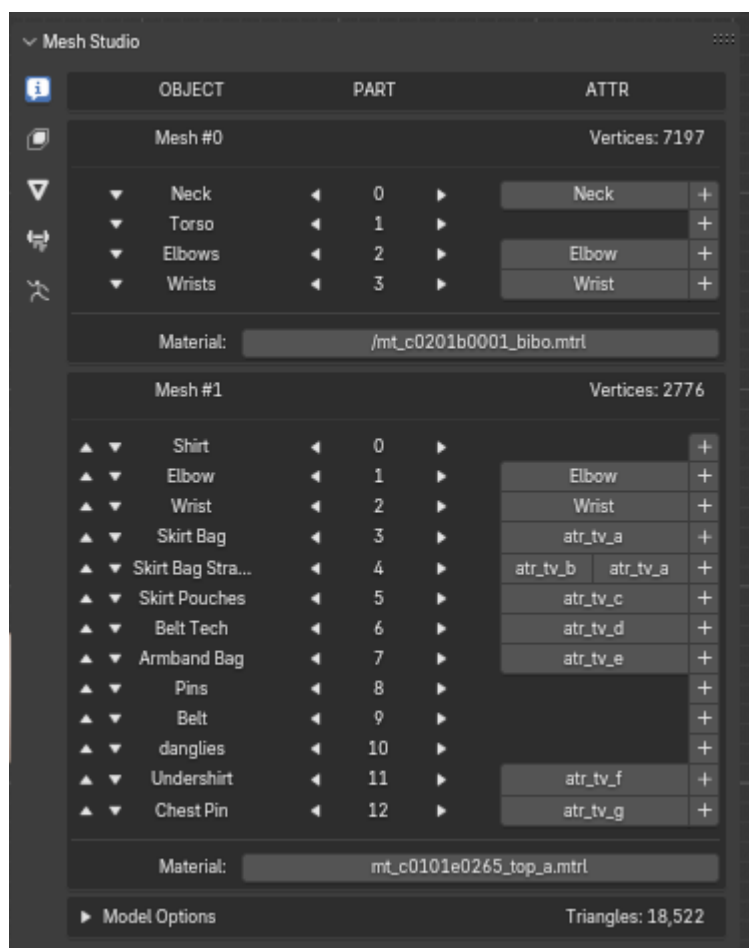 Mesh Studio
OBJECT PART ATTR
Mesh #0 Vertices: 7197
Neck 0 Neck +
Torso 1 +
Elbows 2 Elbow +
Wrists 3 Wrist +
Material: /mt_c0201b0001_bibo.mtrl
Mesh #1 Vertices: 2776
Shirt 0 +
Elbow 1 Elbow +
Wrist 2 Wrist +
Skirt Bag 3 atr_tv_a +
Skirt Bag Stra... 4 atr_tv_b atr_tv_a +
Skirt Pouches 5 atr_tv_c +
Belt Tech 6 atr_tv_d +
Armband Bag 7 atr_tv_e +
Pins 8 +
Belt 9 +
danglies 10 +
Undershirt 11 atr_tv_f +
Chest Pin 12 atr_tv_g +
Material: mt_c0101e0265_top_a.mtrl
Model Options Triangles: 18,522